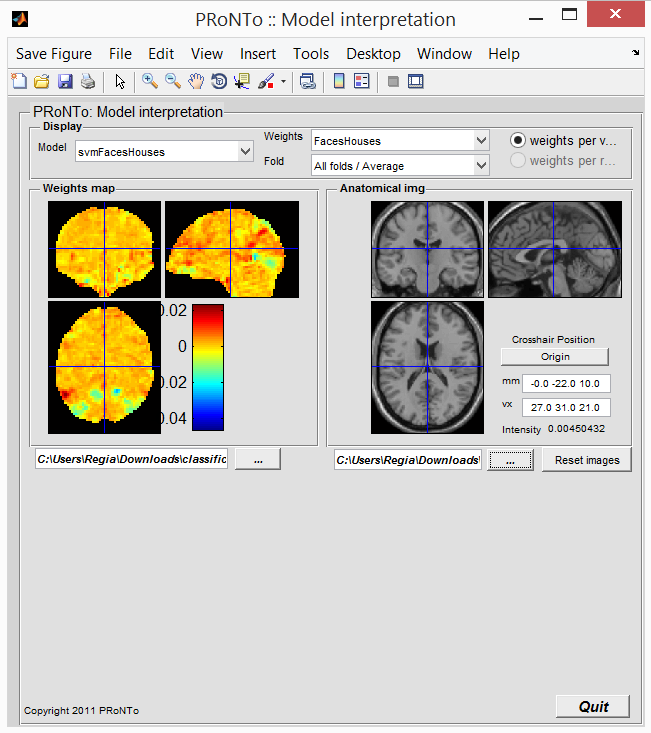 PRoNTo :: Model interpretation
Save Figure File Edit View Insert Tools Desktop Window Help
PRoNTo: Model interpretation
Display
Model
svmFacesHouses
Weights
FacesHouses
Fold
All folds / Average
weights per v...
weights per r...
Weights map
0.02
0
0.02
0.04
Anatomical img
Crosshair Position
Origin
mm -0.0 -22.0 10.0
vx 27.0 31.0 21.0
Intensity 0.00450432
C:\Users\Regia\Downloads\classific
...
C:\Users\Regia\Downloads\
...
Reset images
Copyright 2011 PRoNTo
Quit